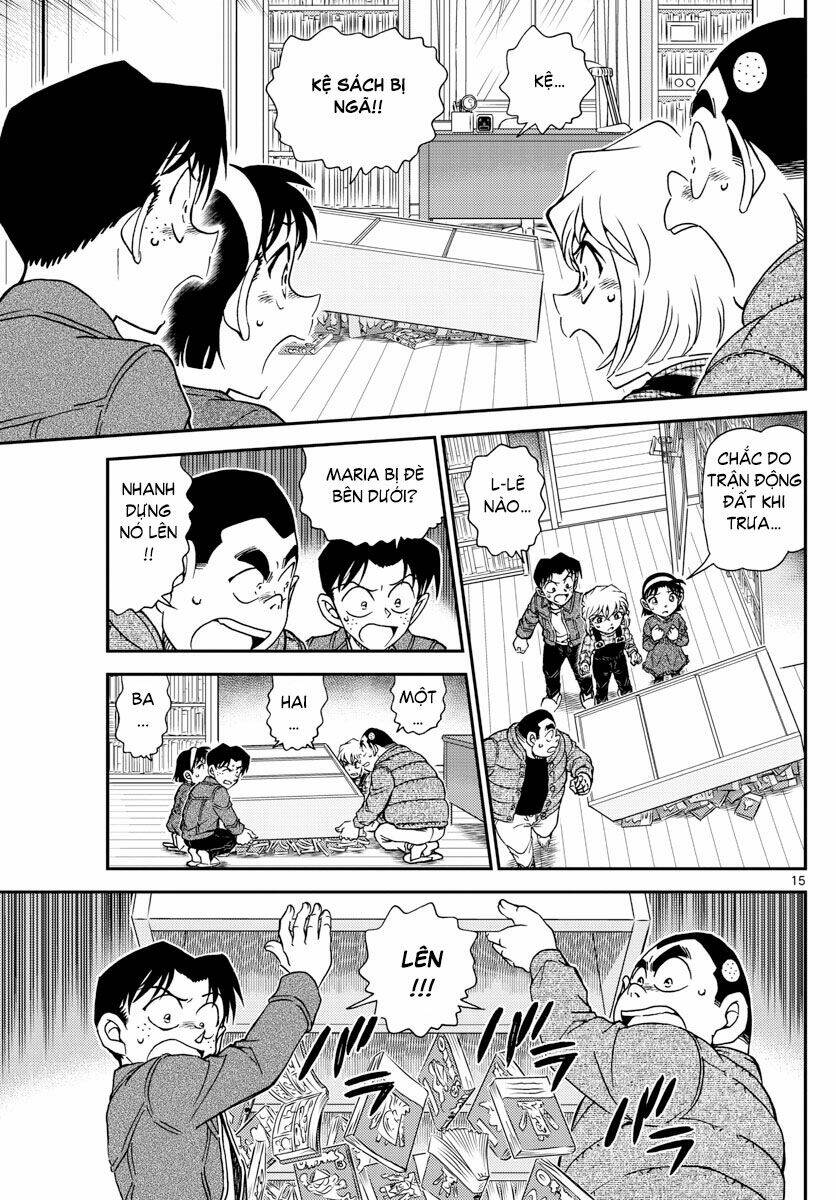 KỆ...
KỆ SÁCH BỊ
NGÃ!!
CHẮC DO
TRẬN ĐỘNG
ĐẤT KHI
TRƯA...
L-LẼ
NÀO...
MARIA BỊ ĐÈ
BÊN DƯỚI?
NHANH
DỰNG
NÓ LÊN
!!
MỘT
...
HAI
...
BA
...
15
LÊN
!!!